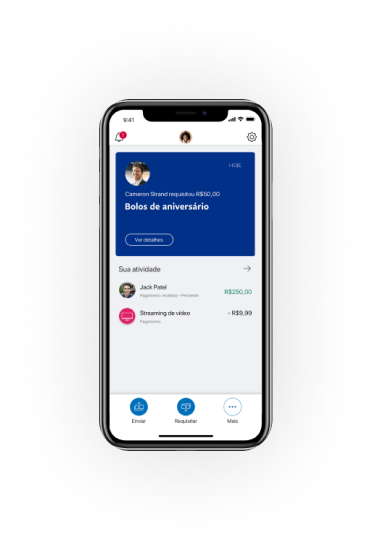 9:41
1
HOJE
Cameron Strand requisitou R$50,00
Bolos de aniversário
Ver detalhes
Sua atividade
Jack Patel
R$250,00
Pagamento recebido • Pendente
Streaming de vídeo
- R$9,99
Pagamento
Enviar
Requisitar
Mais